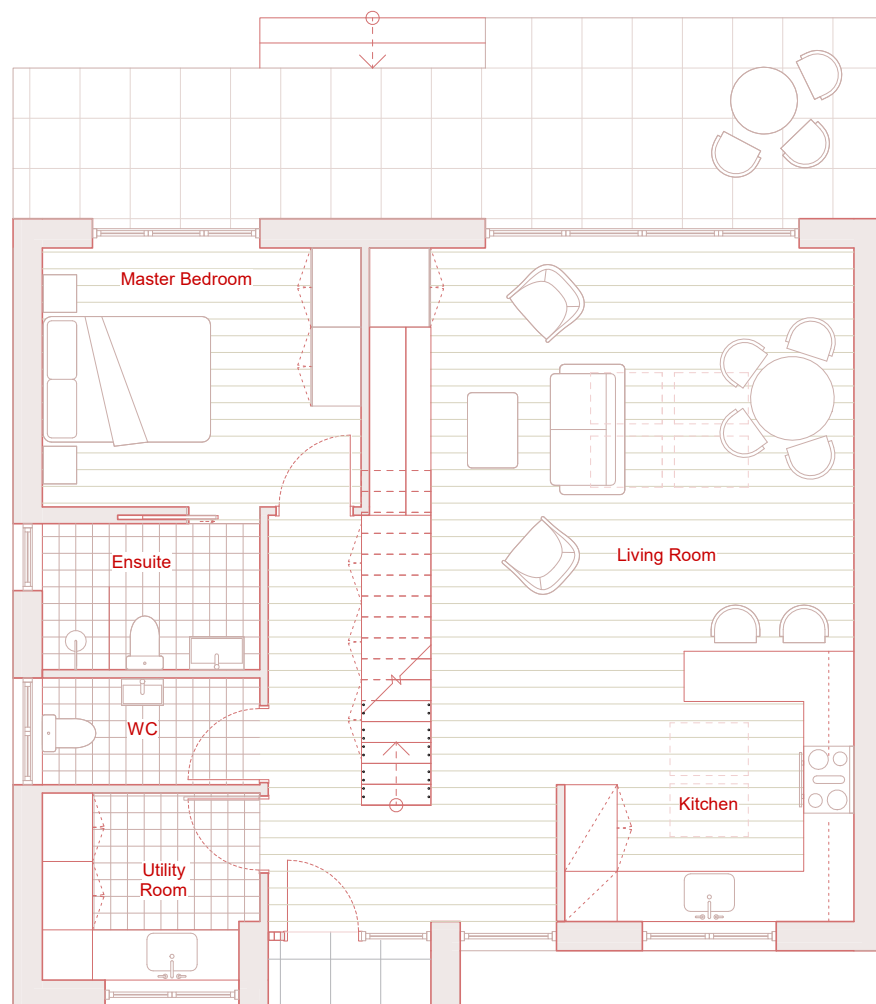 Master Bedroom
Ensuite
Living Room
WC
Kitchen
Utility
Room